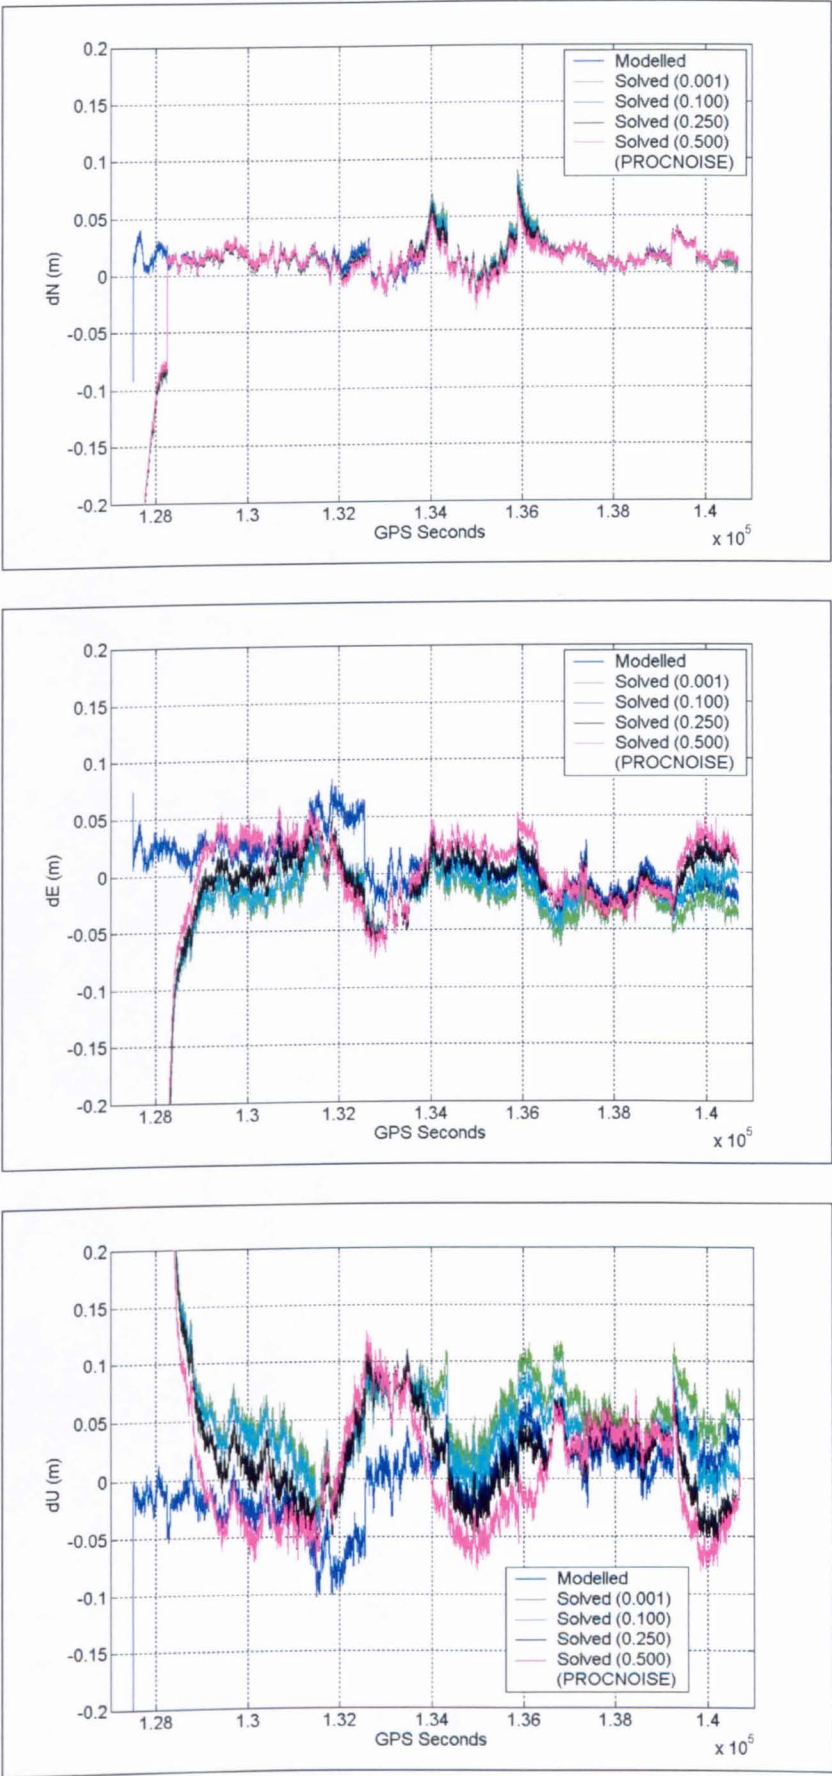 0.2
0.15
0.1
0.05
0
-0.05
-0.1
-0.15
-0.2
dN (m)
Modelled
Solved (0.001)
Solved (0.100)
Solved (0.250)
Solved (0.500)
(PROCNOISE)
1.28 1.3 1.32 1.34 1.36 1.38 1.4
GPS Seconds
x 10^5
0.2
0.15
0.1
0.05
0
-0.05
-0.1
-0.15
-0.2
dE (m)
Modelled
Solved (0.001)
Solved (0.100)
Solved (0.250)
Solved (0.500)
(PROCNOISE)
1.28 1.3 1.32 1.34 1.36 1.38 1.4
GPS Seconds
x 10^5
0.2
0.15
0.1
0.05
0
-0.05
-0.1
-0.15
-0.2
dU (m)
Modelled
Solved (0.001)
Solved (0.100)
Solved (0.250)
Solved (0.500)
(PROCNOISE)
1.28 1.3 1.32 1.34 1.36 1.38 1.4
GPS Seconds
x 10^5